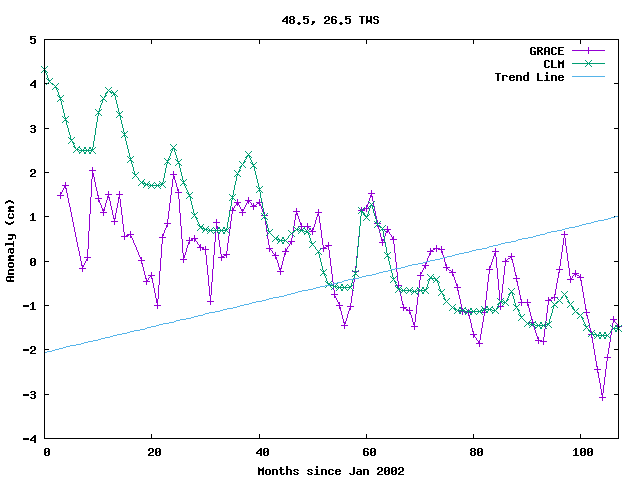 48.5, 26.5 TWS
GRACE
CLM
Trend Line
5
4
3
2
1
0
-1
-2
-3
-4
Anomaly (cm)
0 20 40 60 80 100
Months since Jan 2002